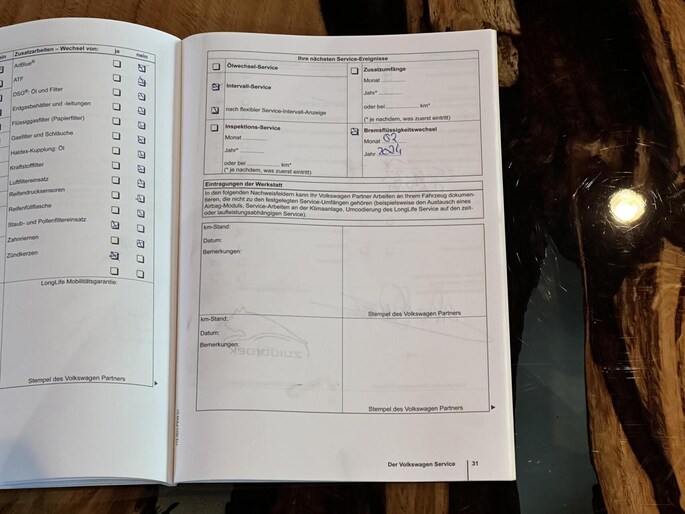 Zusatzarbeiten – Wechsel von: ja nein
AdBlue®
ATF
DSG®: Öl und Filter
Erdgasbehälter und -leitungen
Flüssiggasfilter (Papierfilter)
Gasfilter und Schläuche
Haldex-Kupplung: Öl
Kraftstofffilter
Luftfiltereinsatz
Reifendrucksensoren
Reifenfüllflasche
Staub- und Pollenfiltereinsatz
Zahnriemen
Zündkerzen
LongLife Mobilitätsgarantie:
Stempel des Volkswagen Partners
Ihre nächsten Service-Ereignisse
Ölwechsel-Service
Intervall-Service
nach flexibler Service-Intervall-Anzeige
Zusatzumfänge
Monat
Jahr*
oder bei km*
(* je nachdem, was zuerst eintritt)
Inspektions-Service
Monat
Jahr*
oder bei km*
(* je nachdem, was zuerst eintritt)
Bremsflüssigkeitswechsel
Monat 02
Jahr 2024
Eintragungen der Werkstatt
In den folgenden Nachweisfeldern kann Ihr Volkswagen Partner Arbeiten an Ihrem Fahrzeug dokumen-
tieren, die nicht zu den festgelegten Service-Umfängen gehören (beispielsweise den Austausch eines
Airbag-Moduls, Service-Arbeiten an der Klimaanlage, Umcodierung des LongLife Service auf den zeit-
oder laufleistungsabhängigen Service).
km-Stand:
Datum:
Bemerkungen:
Stempel des Volkswagen Partners
km-Stand:
Datum:
Bemerkungen:
Stempel des Volkswagen Partners
Der Volkswagen Service 31